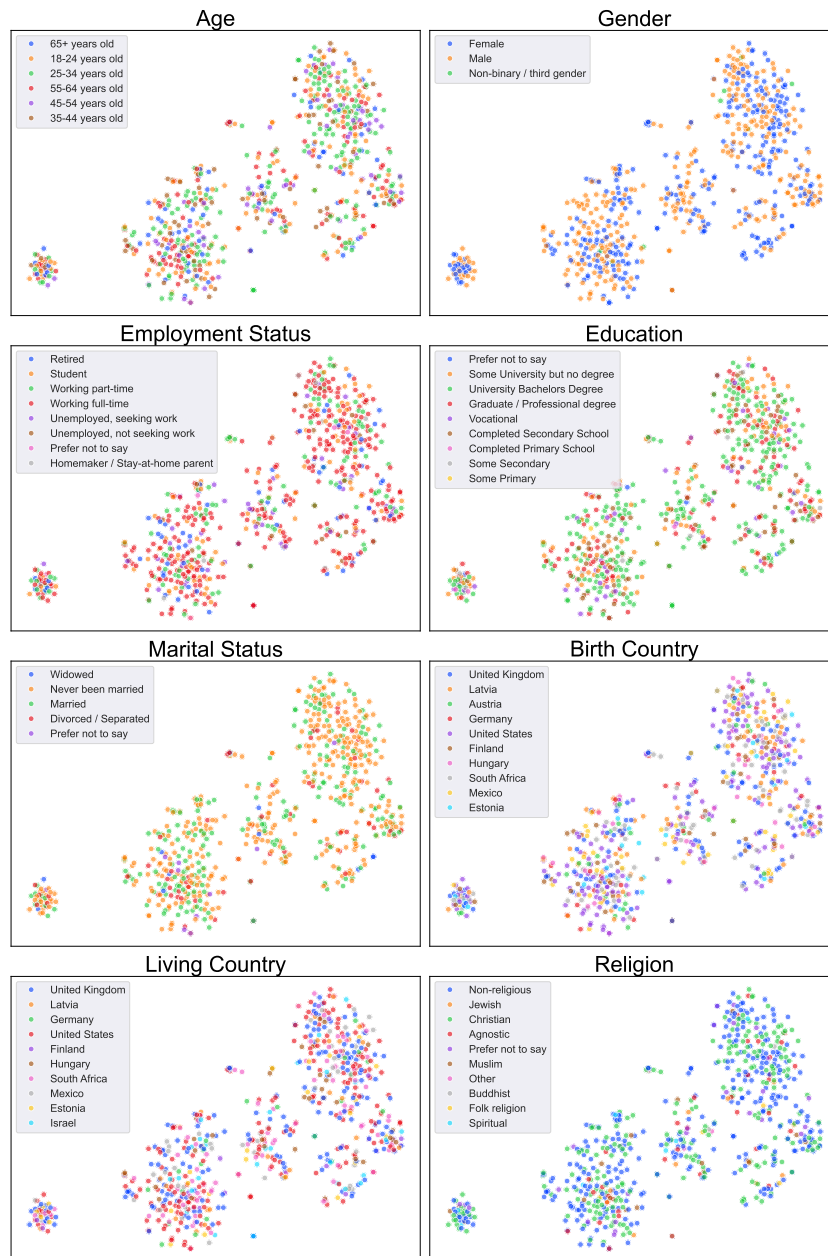 Age
65+ years old
18-24 years old
25-34 years old
55-64 years old
45-54 years old
35-44 years old
Gender
Female
Male
Non-binary / third gender
Employment Status
Retired
Student
Working part-time
Working full-time
Unemployed, seeking work
Unemployed, not seeking work
Prefer not to say
Homemaker / Stay-at-home parent
Education
Prefer not to say
Some University but no degree
University Bachelors Degree
Graduate / Professional degree
Vocational
Completed Secondary School
Completed Primary School
Some Secondary
Some Primary
Marital Status
Widowed
Never been married
Married
Divorced / Separated
Prefer not to say
Birth Country
United Kingdom
Latvia
Austria
Germany
United States
Finland
Hungary
South Africa
Mexico
Estonia
Living Country
United Kingdom
Latvia
Germany
United States
Finland
Hungary
South Africa
Mexico
Estonia
Israel
Religion
Non-religious
Jewish
Christian
Agnostic
Prefer not to say
Muslim
Other
Buddhist
Folk religion
Spiritual